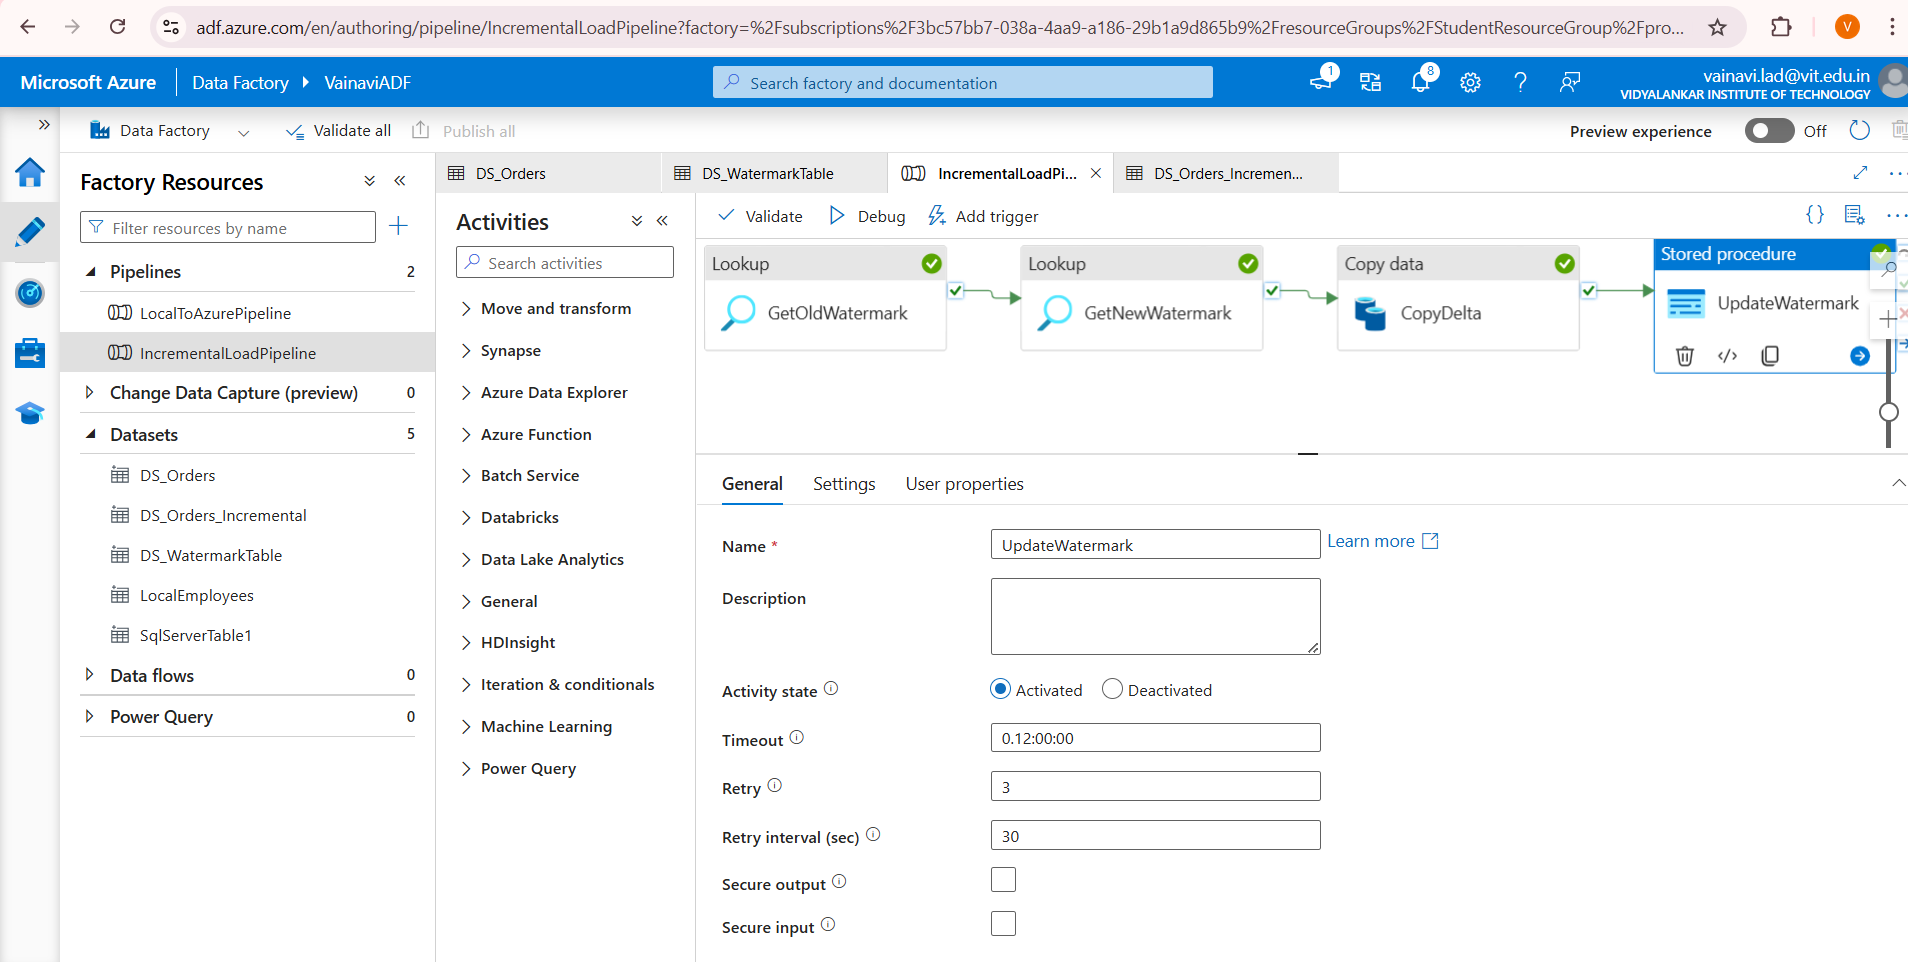 adf.azure.com/en/authoring/pipeline/IncrementalLoadPipeline?factory=%2Fsubscriptions%2F3bc57bb7-038a-4aa9-a186-29b1a9d865b9%2FresourceGroups%2FStudentResourceGroup%2Fpro...
V
Microsoft Azure
Data Factory
VainaviADF
Search factory and documentation
1
8
vainavi.lad@vit.edu.in
VIDYALANKAR INSTITUTE OF TECHNOLOGY
Data Factory
Validate all
Publish all
Preview experience
Off
Factory Resources
Filter resources by name
Pipelines 2
LocalToAzurePipeline
IncrementalLoadPipeline
Change Data Capture (preview) 0
Datasets 5
DS_Orders
DS_Orders_Incremental
DS_WatermarkTable
LocalEmployees
SqlServerTable1
Data flows 0
Power Query 0
DS_Orders
DS_WatermarkTable
IncrementalLoadPi...
DS_Orders_Incremen...
Activities
Search activities
Move and transform
Synapse
Azure Data Explorer
Azure Function
Batch Service
Databricks
Data Lake Analytics
General
HDInsight
Iteration & conditionals
Machine Learning
Power Query
Validate
Debug
Add trigger
Lookup
GetOldWatermark
Lookup
GetNewWatermark
Copy data
CopyDelta
Stored procedure
UpdateWatermark
General
Settings
User properties
Name *
UpdateWatermark
Learn more
Description
Activity state
Activated
Deactivated
Timeout
0.12:00:00
Retry
3
Retry interval (sec)
30
Secure output
Secure input